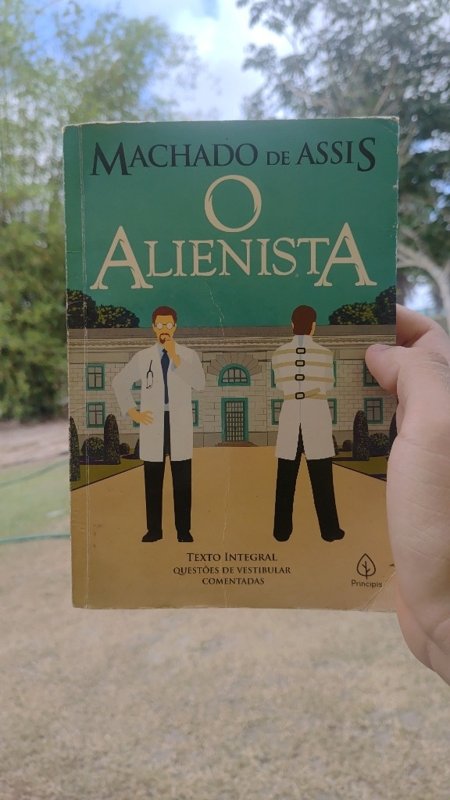 MACHADO DE ASSIS
O
ALIENISTA
TEXTO INTEGRAL
QUESTÕES DE VESTIBULAR
COMENTADAS
Principis